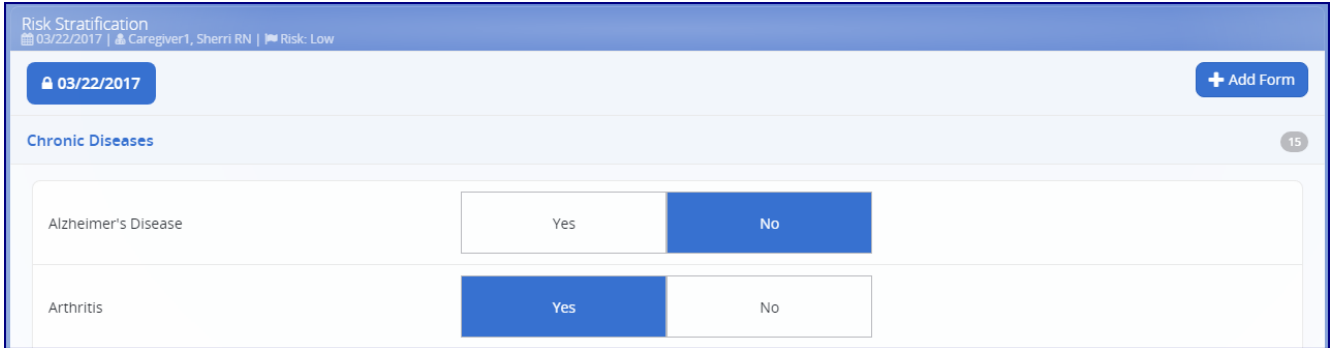 Risk Stratification
03/22/2017 | Caregiver1, Sherri RN | Risk: Low
03/22/2017
Add Form
Chronic Diseases
15
Alzheimer's Disease Yes No
Arthritis Yes No